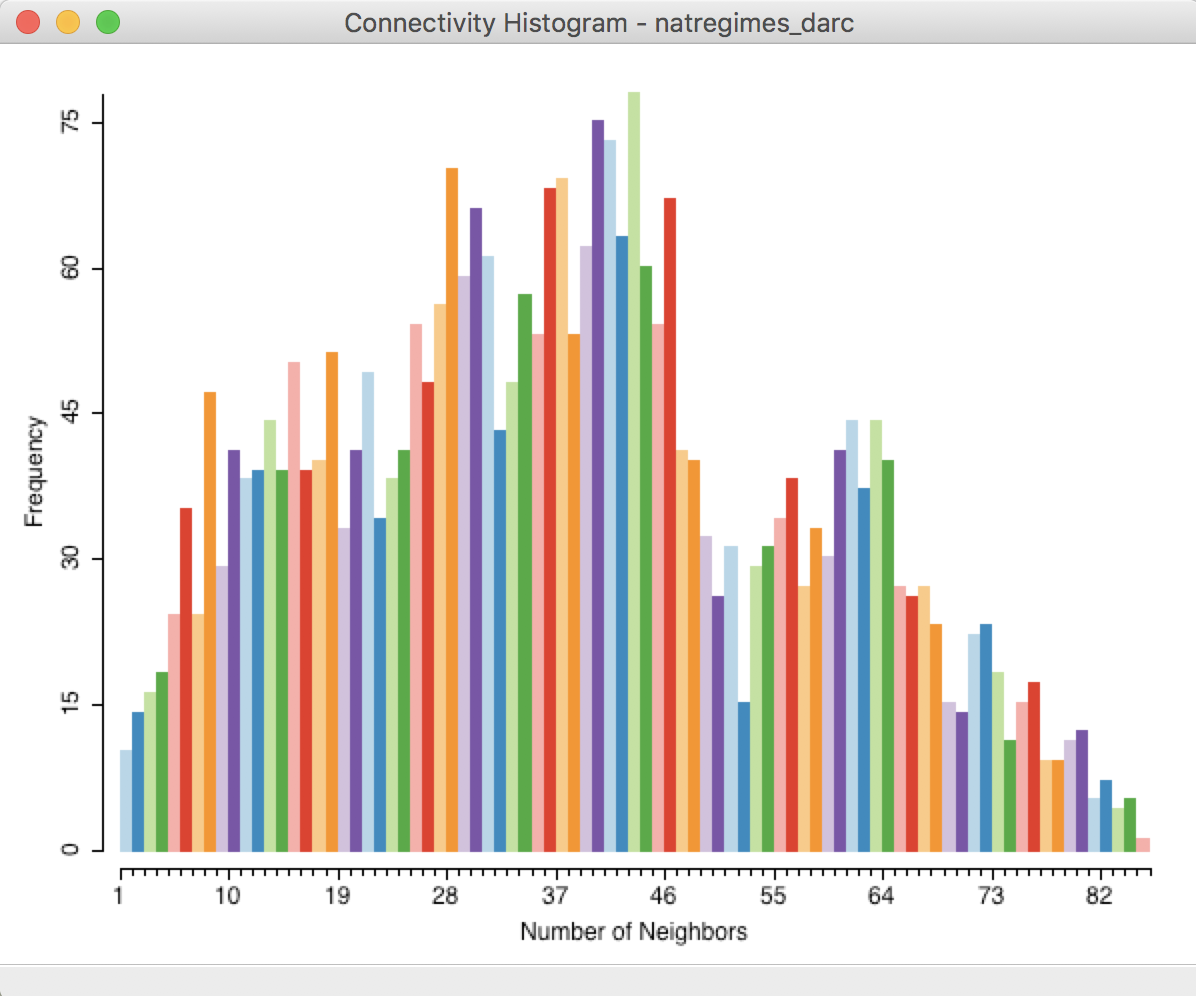 Connectivity Histogram - natregimes_darc
75
60
45
30
15
0
Frequency
1 10 19 28 37 46 55 64 73 82
Number of Neighbors